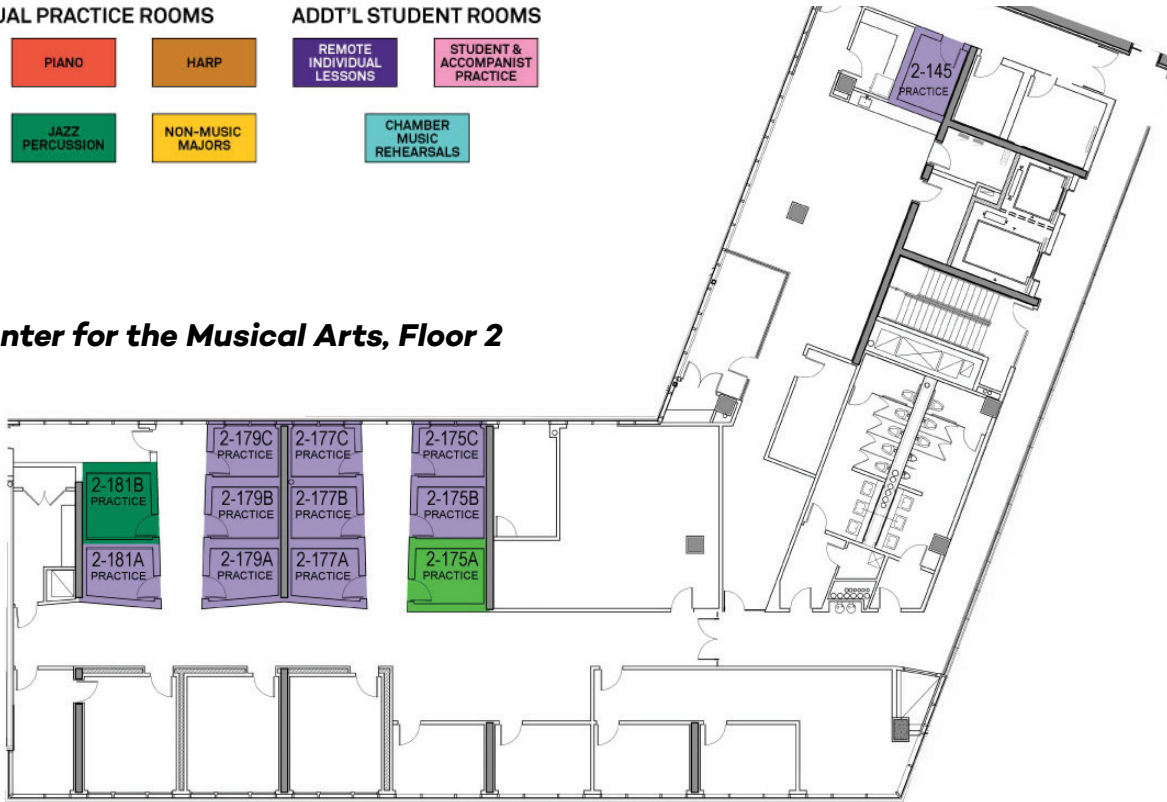 UAL PRACTICE ROOMS
ADDT'L STUDENT ROOMS
PIANO
HARP
REMOTE
INDIVIDUAL
LESSONS
STUDENT &
ACCOMPANIST
PRACTICE
JAZZ
PERCUSSION
NON-MUSIC
MAJORS
CHAMBER
MUSIC
REHEARSALS
2-145
PRACTICE
nter for the Musical Arts, Floor 2
2-179C
PRACTICE
2-177C
PRACTICE
2-175C
PRACTICE
2-181B
PRACTICE
2-179B
PRACTICE
2-177B
PRACTICE
2-175B
PRACTICE
2-181A
PRACTICE
2-179A
PRACTICE
2-177A
PRACTICE
2-175A
PRACTICE